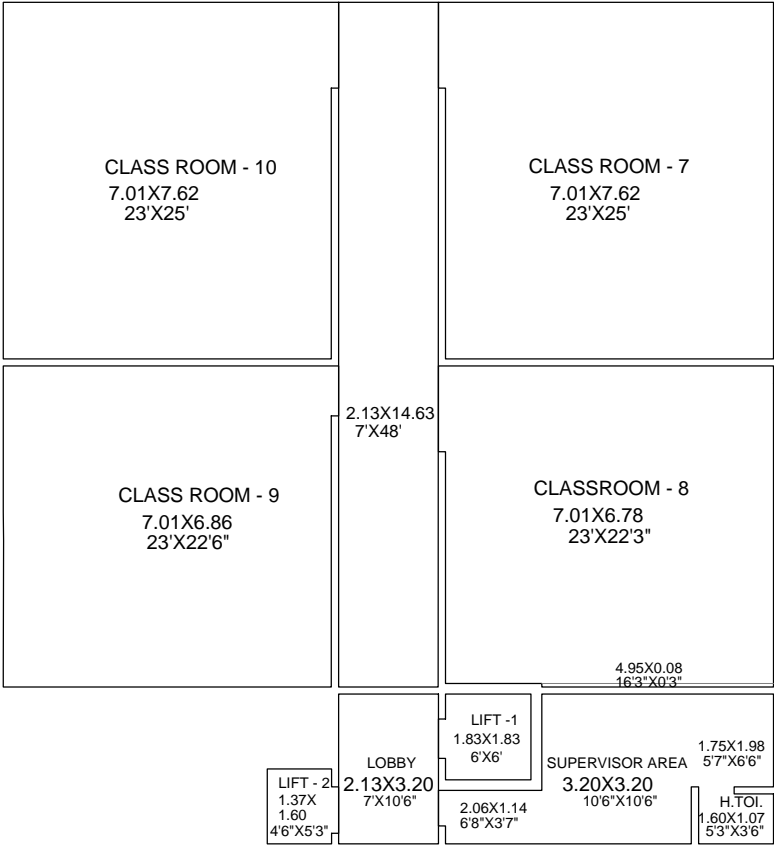 CLASS ROOM - 10
7.01X7.62
23'X25'
CLASS ROOM - 7
7.01X7.62
23'X25'
2.13X14.63
7'X48'
CLASS ROOM - 9
7.01X6.86
23'X22'6"
CLASSROOM - 8
7.01X6.78
23'X22'3"
4.95X0.08
16'3"X0'3"
LIFT -1
1.83X1.83
6'X6'
LOBBY
2.13X3.20
7'X10'6"
SUPERVISOR AREA
3.20X3.20
10'6"X10'6"
1.75X1.98
5'7"X6'6"
LIFT - 2
1.37X
1.60
4'6"X5'3"
2.06X1.14
6'8"X3'7"
H.TOI.
1.60X1.07
5'3"X3'6"